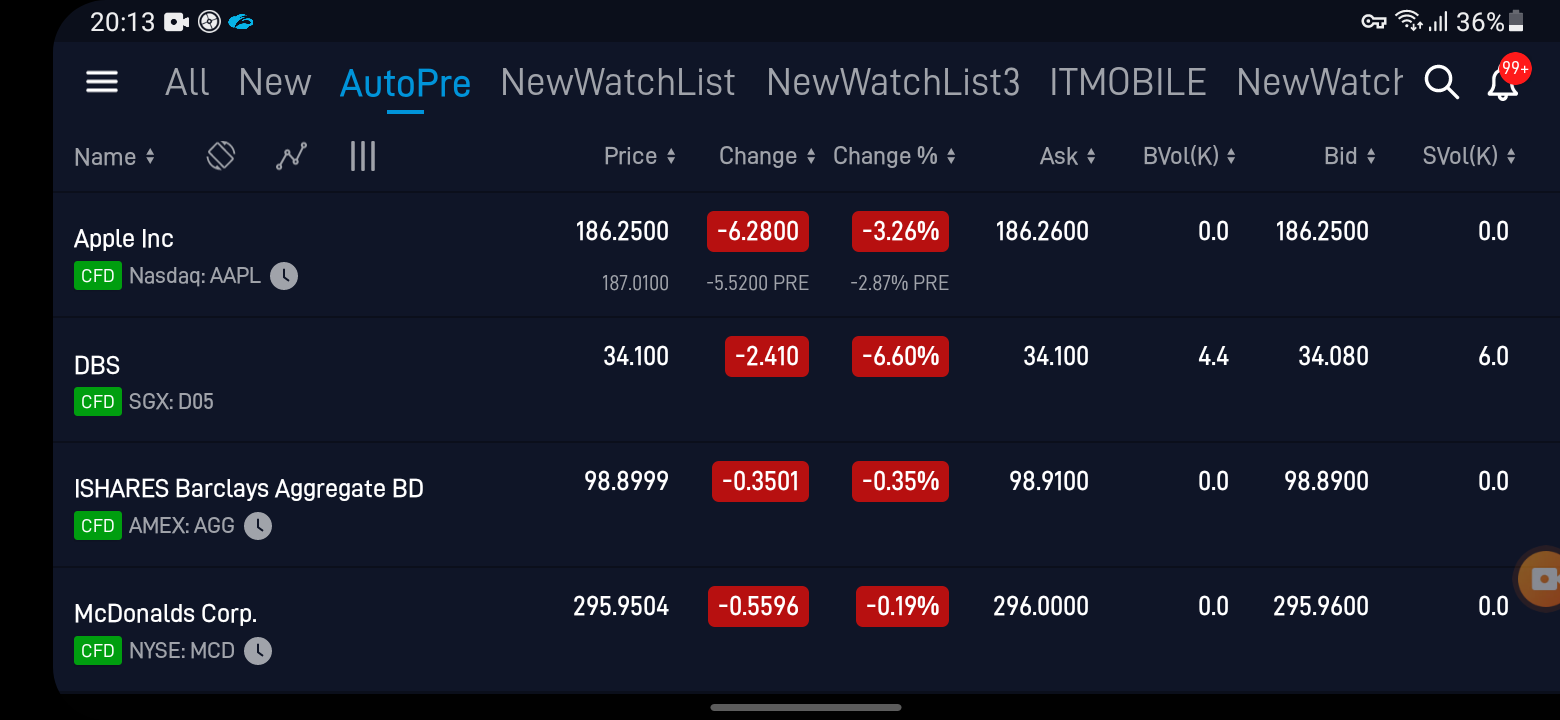 20:13 36%
All New AutoPre NewWatchList NewWatchList3 ITMOBILE NewWatch 99+
Name Price Change Change % Ask BVol(K) Bid SVol(K)
Apple Inc 186.2500 -6.2800 -3.26% 186.2600 0.0 186.2500 0.0
CFD Nasdaq: AAPL 187.0100 -5.5200 PRE -2.87% PRE
DBS 34.100 -2.410 -6.60% 34.100 4.4 34.080 6.0
CFD SGX: D05
ISHARES Barclays Aggregate BD 98.8999 -0.3501 -0.35% 98.9100 0.0 98.8900 0.0
CFD AMEX: AGG
McDonalds Corp. 295.9504 -0.5596 -0.19% 296.0000 0.0 295.9600 0.0
CFD NYSE: MCD